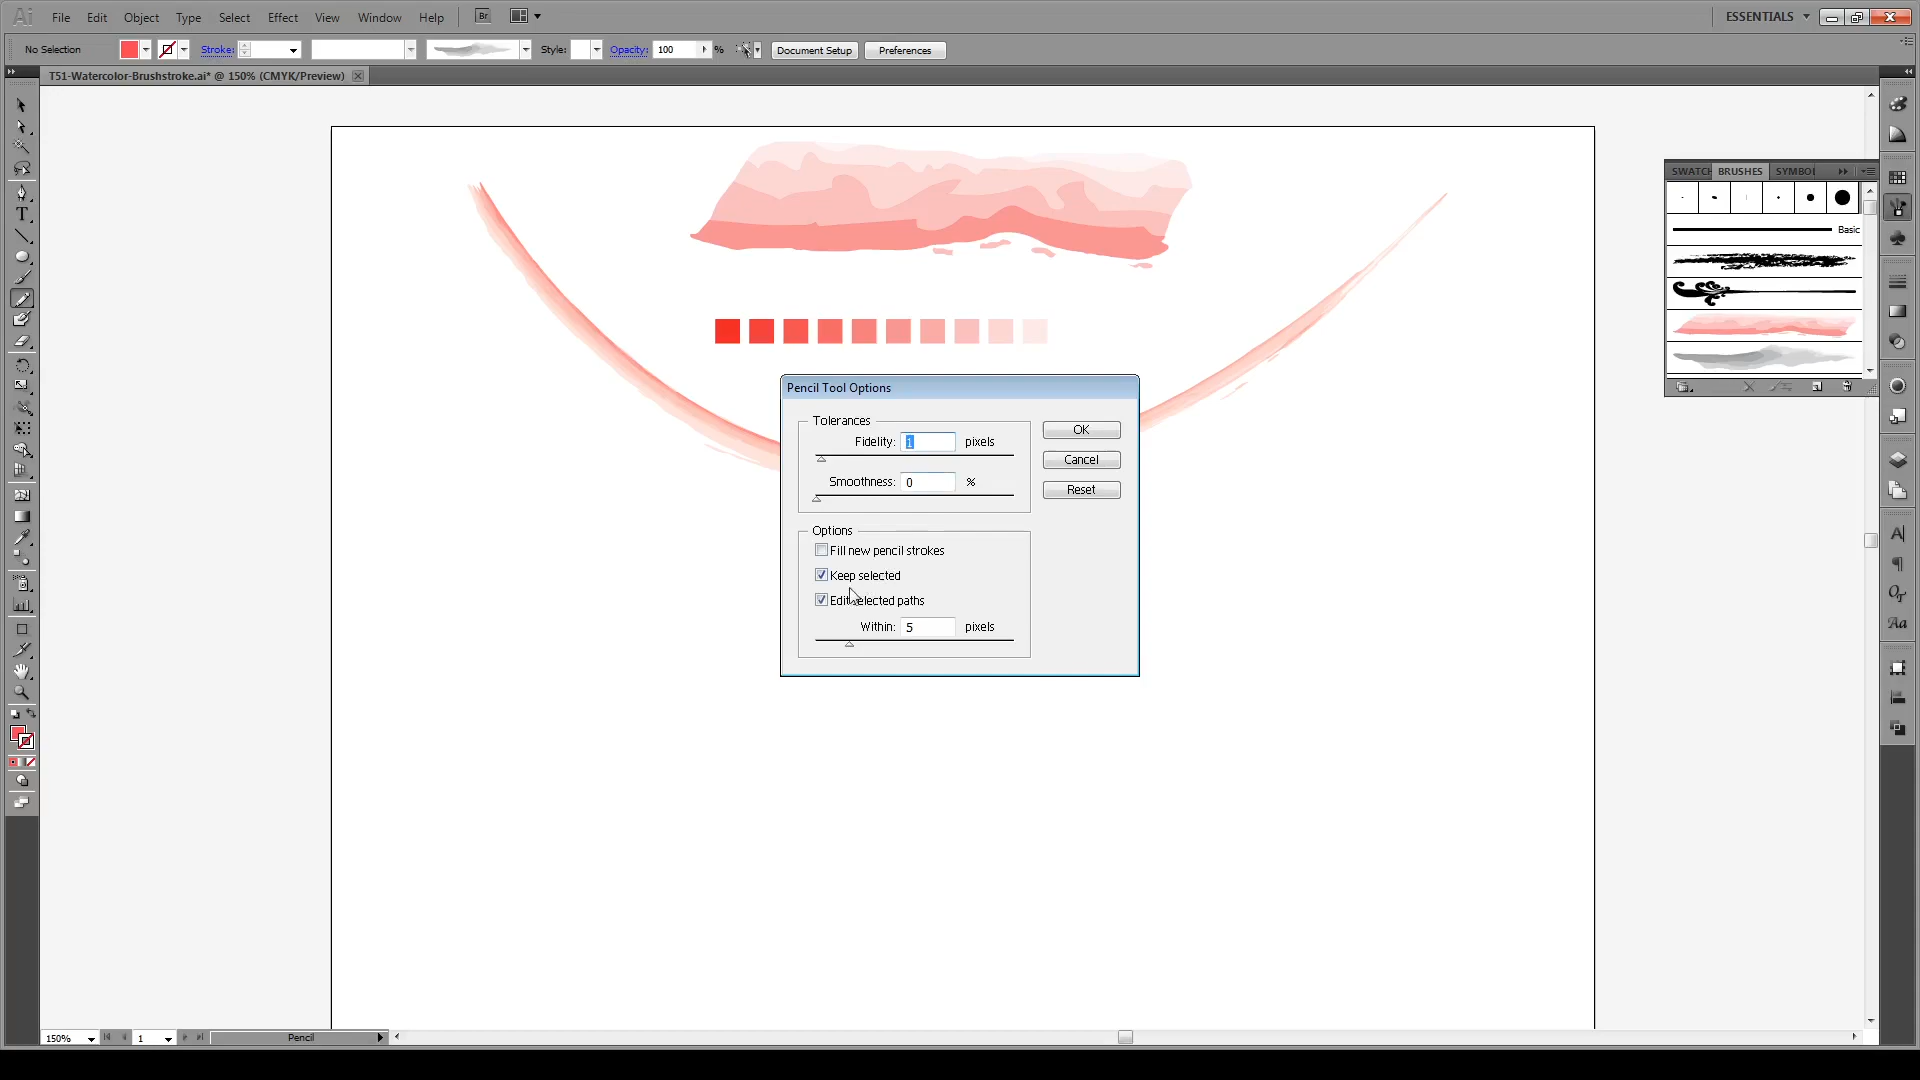 Ai File Edit Object Type Select Effect View Window Help Br ESSENTIALS
No Selection Stroke: Style: Opacity: 100 % Document Setup Preferences
T51-Watercolor-Brushstroke.ai* @ 150% (CMYK/Preview)
SWATCH BRUSHES SYMBOL
Basic
Pencil Tool Options
Tolerances
Fidelity: 1 pixels
OK
Cancel
Smoothness: 0 %
Reset
Options
Fill new pencil strokes
Keep selected
Edit selected paths
Within: 5 pixels
150% 1 Pencil